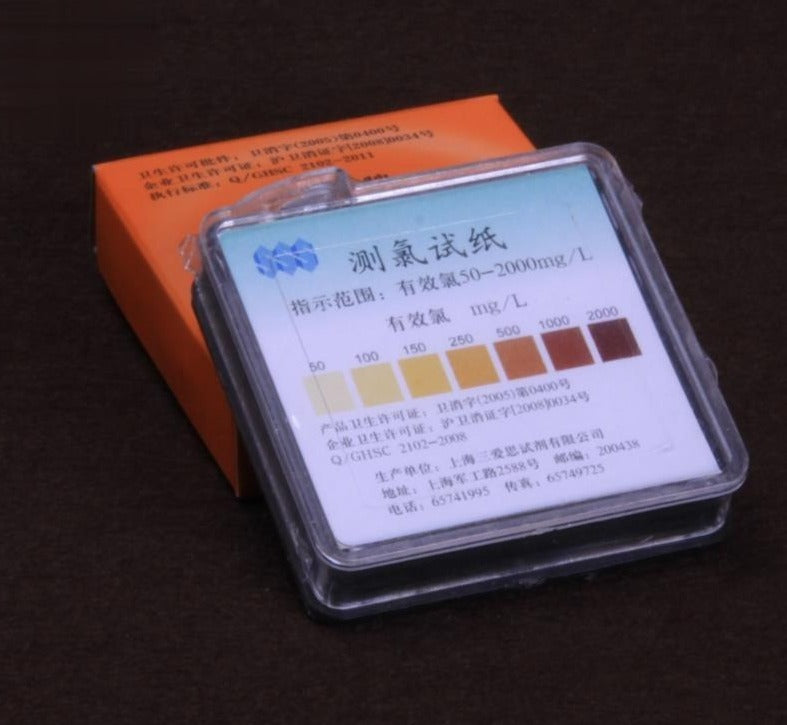 卫生许可批件：卫消字(2005)第0400号
企业卫生许可证：沪卫消证字[2008]0034号
执行标准：Q/GHSC 2102-2011
SSS 测氯试纸
指示范围：有效氯50-2000mg/L
有效氯 mg/L
50 100 150 250 500 1000 2000
产品卫生许可证：卫消字(2005)第0400号
企业卫生许可证：沪卫消证字[2008]0034号
Q/GHSC 2102-2008
生产单位：上海三爱思试剂有限公司
地址：上海军工路2588号 邮编：200438
电话：65741995 传真：65749725